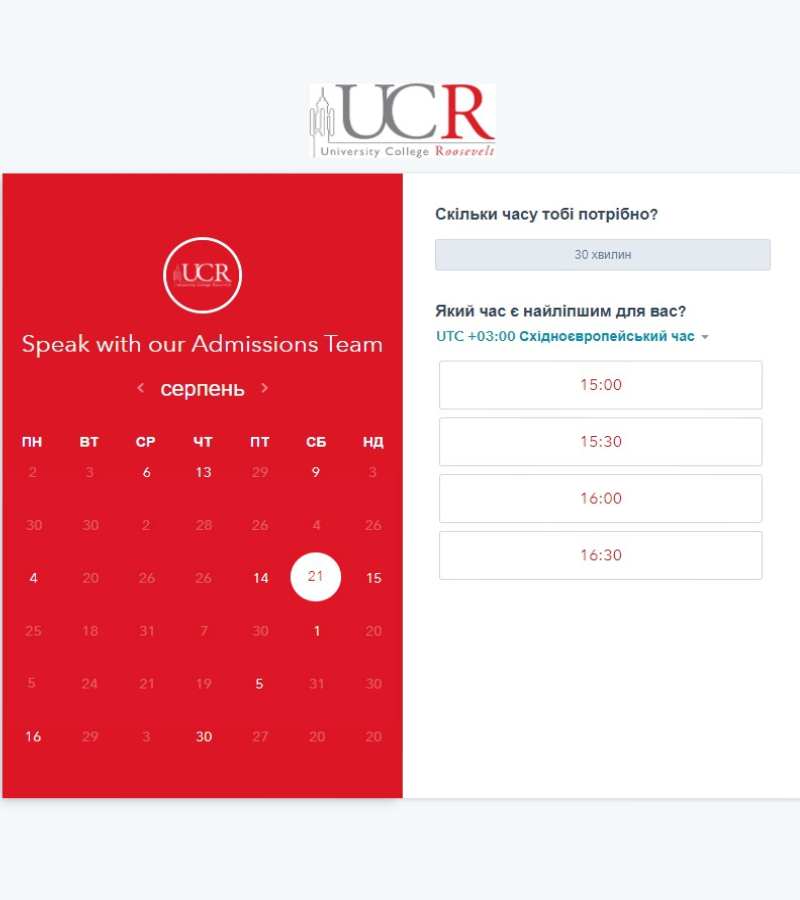 UCR
University College Roosevelt
UCR
Speak with our Admissions Team
серпень
ПН ВТ СР ЧТ ПТ СБ НД
2 3 6 13 29 9 3
30 30 2 28 26 4 26
4 20 26 26 14 21 15
25 18 31 7 30 1 20
5 24 21 19 5 31 30
16 29 3 30 27 20 20
Скільки часу тобі потрібно?
30 хвилин
Який час є найліпшим для вас?
UTC +03:00 Східноєвропейський час
15:00
15:30
16:00
16:30